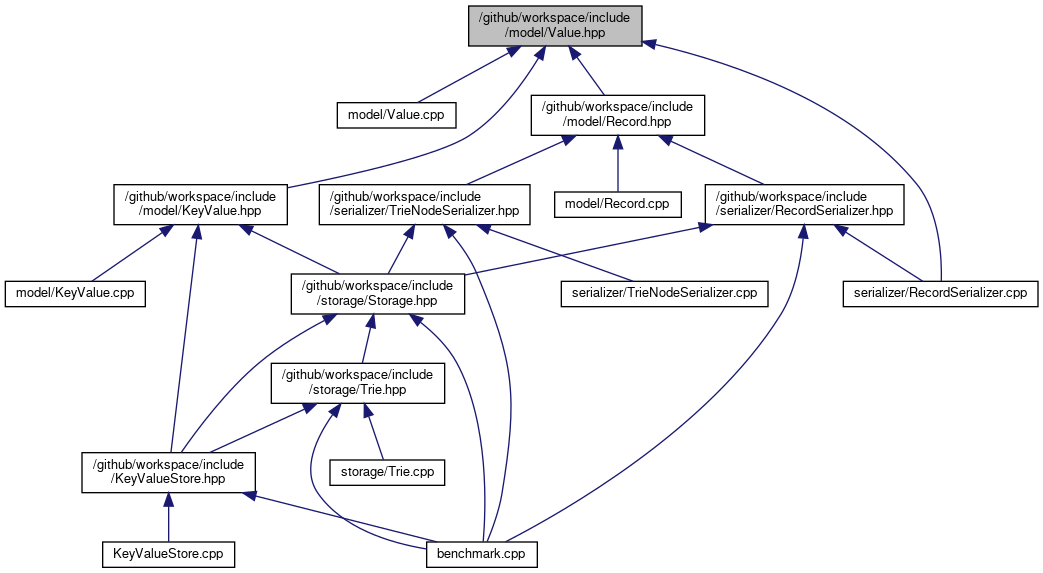 /github/workspace/include
/model/Value.hpp
model/Value.cpp
/github/workspace/include
/model/Record.hpp
/github/workspace/include
/model/KeyValue.hpp
/github/workspace/include
/serializer/TrieNodeSerializer.hpp
model/Record.cpp
/github/workspace/include
/serializer/RecordSerializer.hpp
model/KeyValue.cpp
/github/workspace/include
/storage/Storage.hpp
serializer/TrieNodeSerializer.cpp
serializer/RecordSerializer.cpp
/github/workspace/include
/storage/Trie.hpp
/github/workspace/include
/KeyValueStore.hpp
storage/Trie.cpp
KeyValueStore.cpp
benchmark.cpp